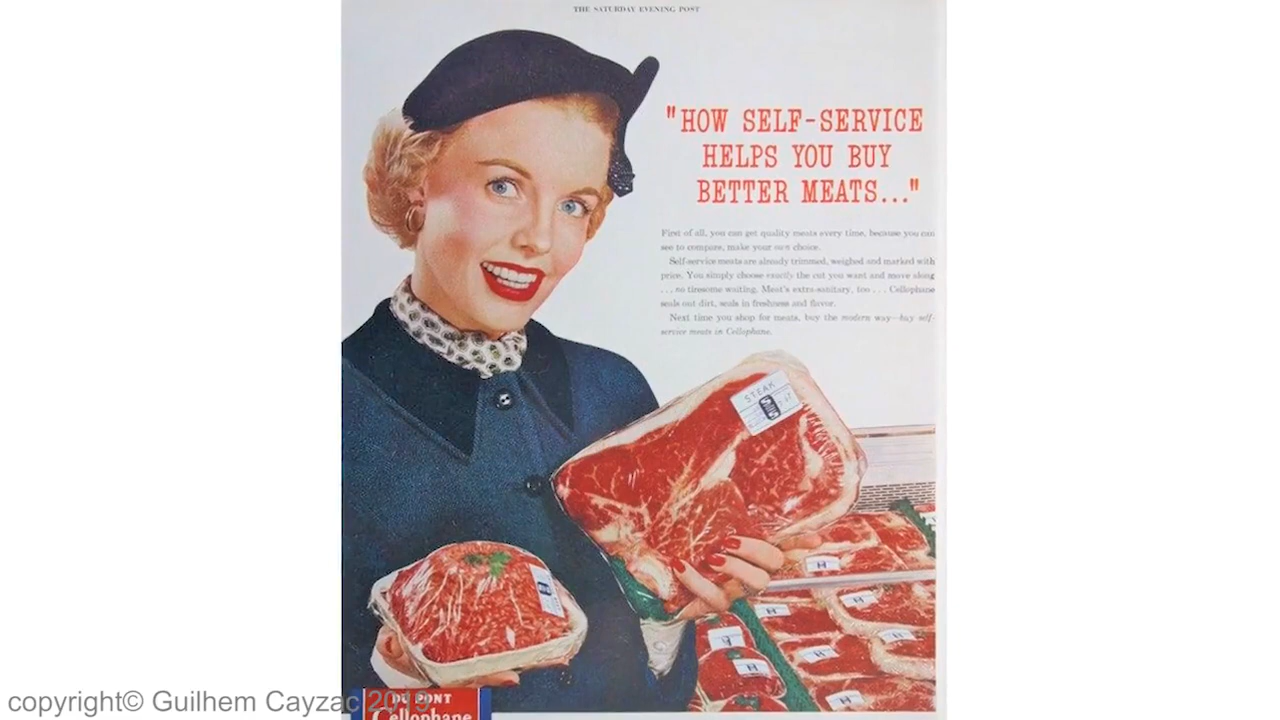 THE SATURDAY EVENING POST
"HOW SELF-SERVICE
HELPS YOU BUY
BETTER MEATS..."
First of all, you can get quality meats every time, because you can
see to compare, make your own choice.
Self-service meats are already trimmed, weighed and marked with
price. You simply choose exactly the cut you want and move along
... no tiresome waiting. Meat's extra-sanitary, too ... Cellophane
seals out dirt, seals in freshness and flavor.
Next time you shop for meats, buy the modern way—buy self-
service meats in Cellophane.
STEAK
DU PONT
Cellophane
copyright© Guilhem Cayzac 2019